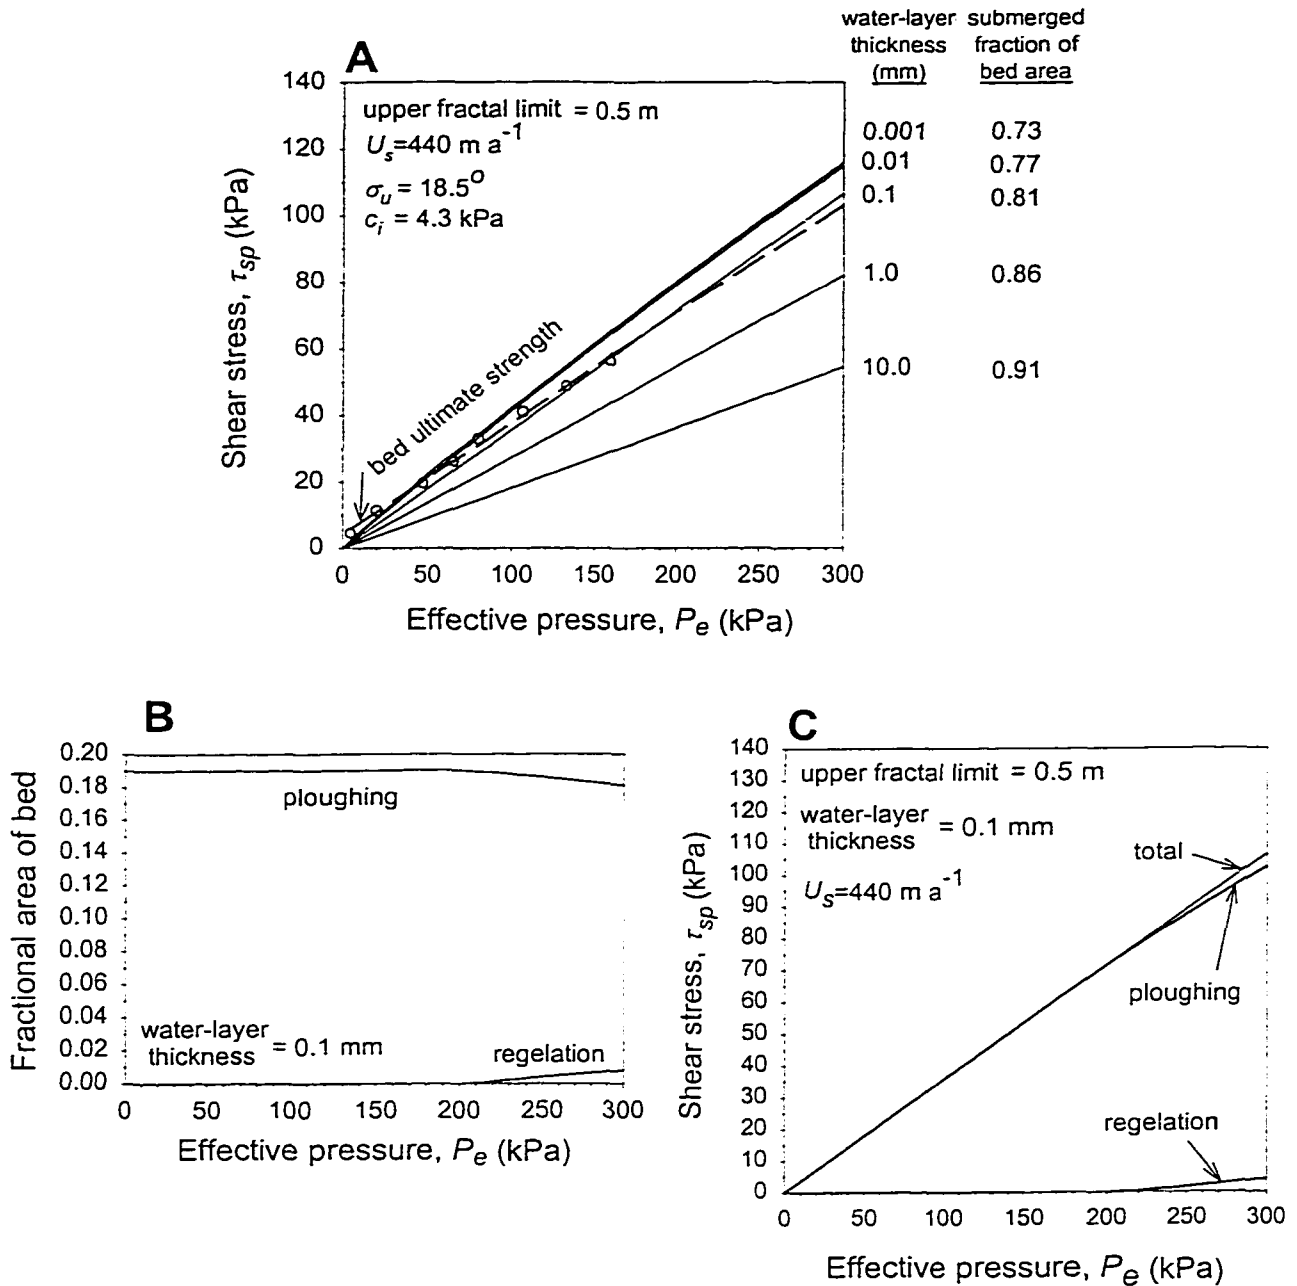 A
water-layer thickness (mm)
submerged fraction of bed area
140
120
100
80
60
40
20
0
Shear stress, τsp (kPa)
upper fractal limit = 0.5 m
Us=440 m a-1
σu = 18.5o
ci = 4.3 kPa
bed ultimate strength
0.001 0.73
0.01 0.77
0.1 0.81
1.0 0.86
10.0 0.91
0 50 100 150 200 250 300
Effective pressure, Pe (kPa)
B
0.20
0.18
0.16
0.14
0.12
0.10
0.08
0.06
0.04
0.02
0.00
Fractional area of bed
ploughing
water-layer
thickness = 0.1 mm
regelation
0 50 100 150 200 250 300
Effective pressure, Pe (kPa)
C
140
130
120
110
100
90
80
70
60
50
40
30
20
10
0
Shear stress, τsp (kPa)
upper fractal limit = 0.5 m
water-layer
thickness = 0.1 mm
Us=440 m a-1
total
ploughing
regelation
0 50 100 150 200 250 300
Effective pressure, Pe (kPa)